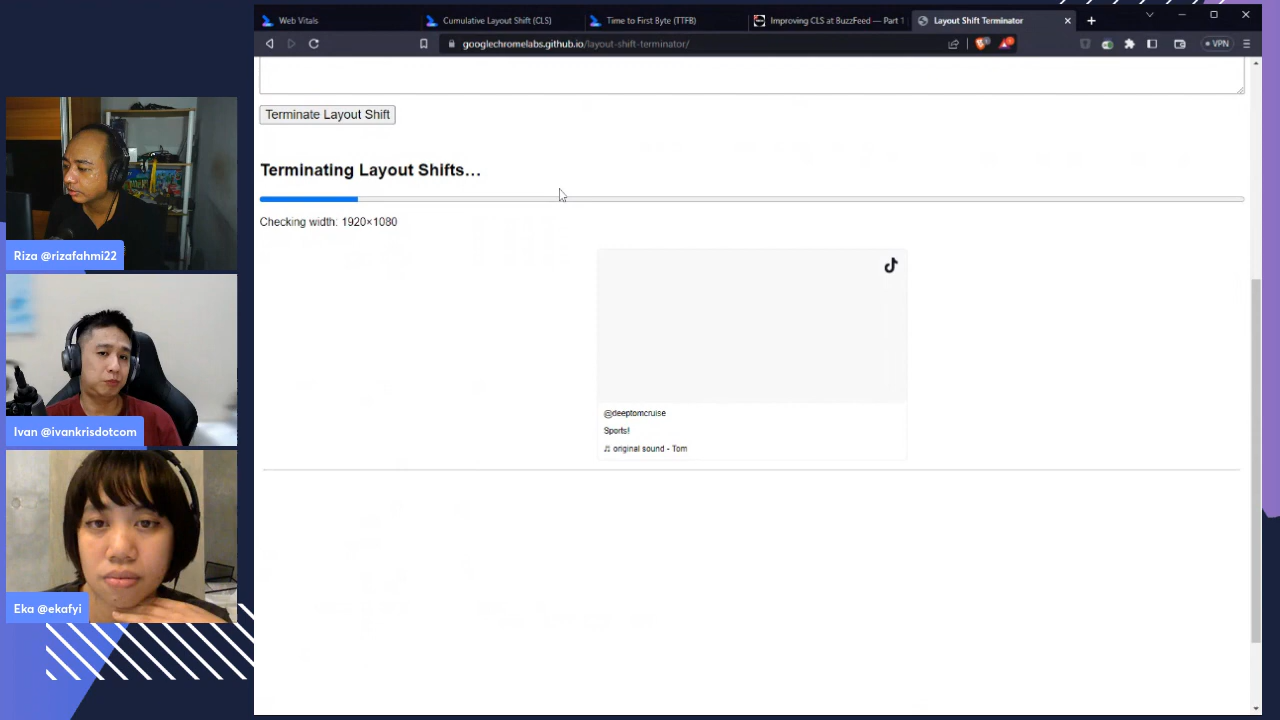 Web Vitals
Cumulative Layout Shift (CLS)
Time to First Byte (TTFB)
Improving CLS at BuzzFeed — Part 1
Layout Shift Terminator
googlechromelabs.github.io/layout-shift-terminator/
VPN
Terminate Layout Shift
Terminating Layout Shifts…
Checking width: 1920×1080
@deeptomcruise
Sports!
♫ original sound - Tom
Riza @rizafahmi22
Ivan @ivankrisdotcom
Eka @ekafyi